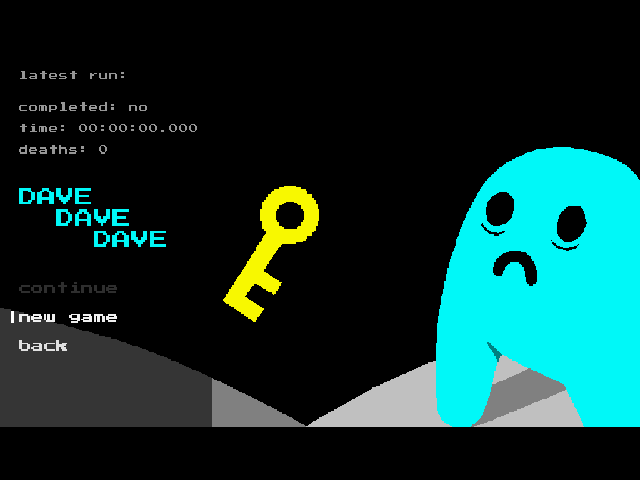 latest run:
completed: no
time: 00:00:00.000
deaths: 0
DAVE
DAVE
DAVE
continue
new game
back